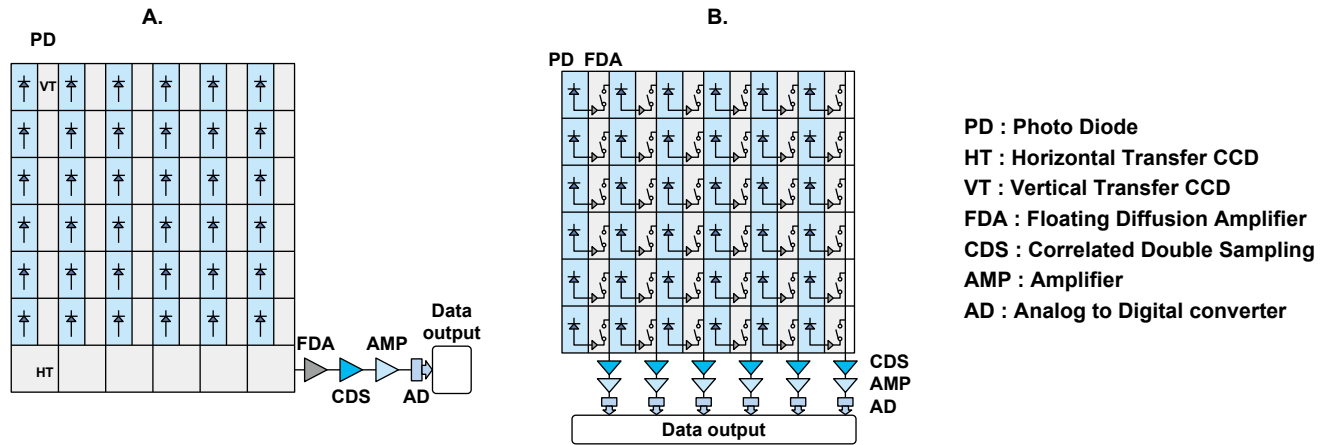 A.
PD
VT
HT
FDA
CDS
AMP
AD
Data
output
B.
PD FDA
CDS
AMP
AD
Data output
PD : Photo Diode
HT : Horizontal Transfer CCD
VT : Vertical Transfer CCD
FDA : Floating Diffusion Amplifier
CDS : Correlated Double Sampling
AMP : Amplifier
AD : Analog to Digital converter